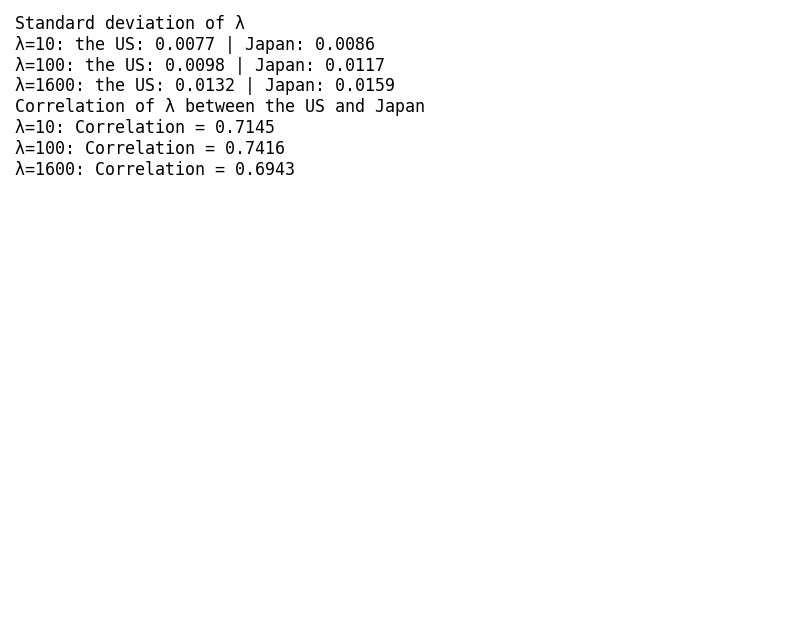 Standard deviation of λ
λ=10: the US: 0.0077 | Japan: 0.0086
λ=100: the US: 0.0098 | Japan: 0.0117
λ=1600: the US: 0.0132 | Japan: 0.0159
Correlation of λ between the US and Japan
λ=10: Correlation = 0.7145
λ=100: Correlation = 0.7416
λ=1600: Correlation = 0.6943